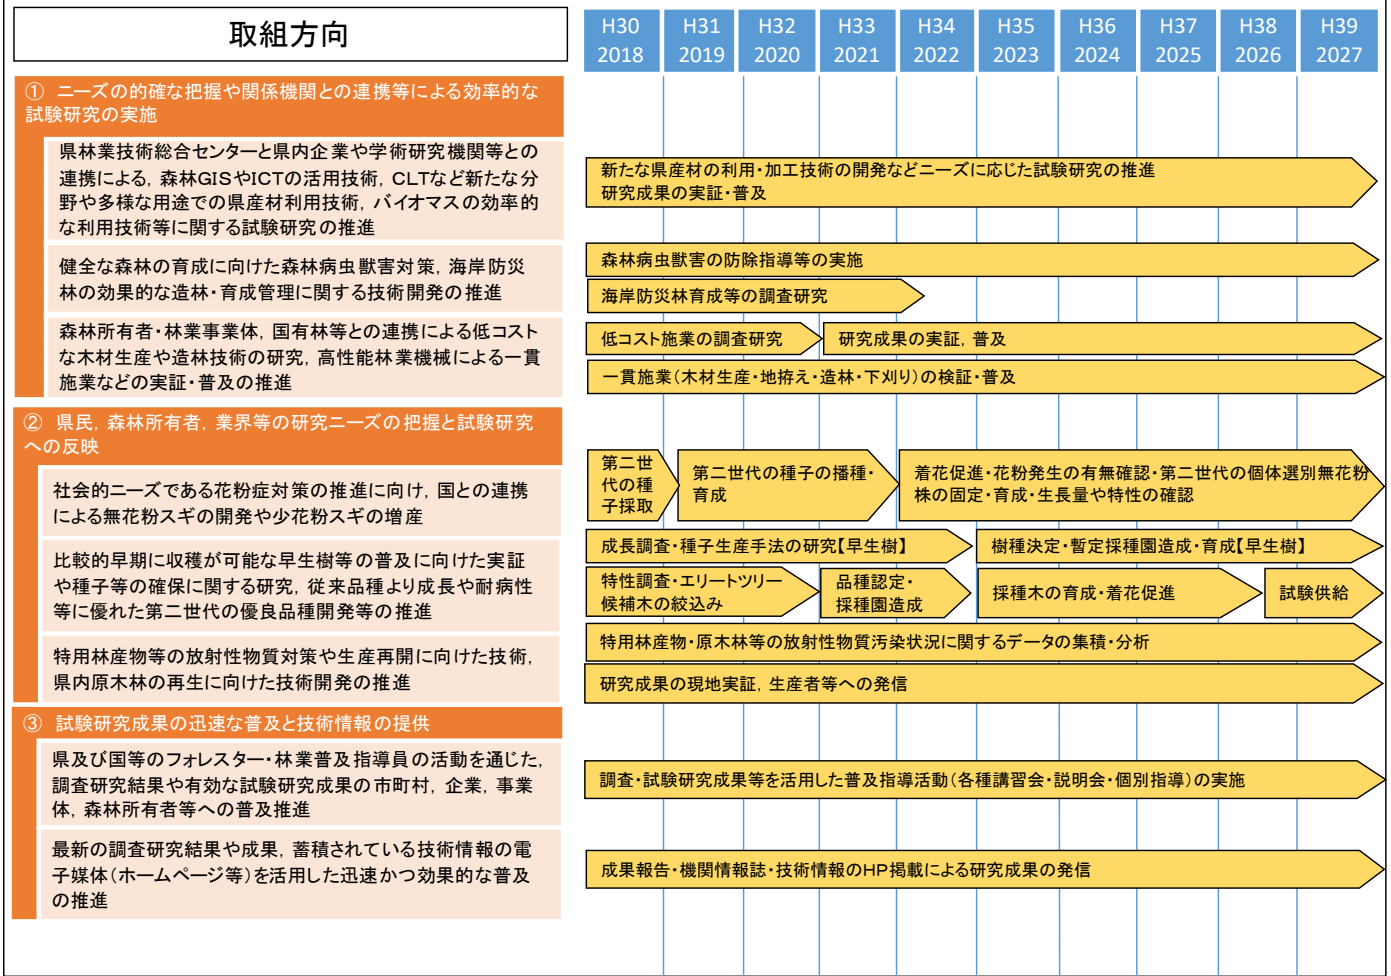 取組方向
H30 H31 H32 H33 H34 H35 H36 H37 H38 H39
2018 2019 2020 2021 2022 2023 2024 2025 2026 2027
① ニーズの的確な把握や関係機関との連携等による効率的な
試験研究の実施
県林業技術総合センターと県内企業や学術研究機関等との
連携による，森林GISやICTの活用技術，CLTなど新たな分
野や多様な用途での県産材利用技術，バイオマスの効率的
な利用技術等に関する試験研究の推進
新たな県産材の利用・加工技術の開発などニーズに応じた試験研究の推進
研究成果の実証・普及
健全な森林の育成に向けた森林病虫獣害対策，海岸防災
林の効果的な造林・育成管理に関する技術開発の推進
森林病虫獣害の防除指導等の実施
海岸防災林育成等の調査研究
森林所有者・林業事業体，国有林等との連携による低コスト
な木材生産や造林技術の研究，高性能林業機械による一貫
施業などの実証・普及の推進
低コスト施業の調査研究
研究成果の実証，普及
一貫施業（木材生産・地拵え・造林・下刈り）の検証・普及
② 県民，森林所有者，業界等の研究ニーズの把握と試験研究
への反映
社会的ニーズである花粉症対策の推進に向け，国との連携
による無花粉スギの開発や少花粉スギの増産
第二世
代の種
子採取
第二世代の種子の播種・
育成
着花促進・花粉発生の有無確認・第二世代の個体選別無花粉
株の固定・育成・生長量や特性の確認
比較的早期に収穫が可能な早生樹等の普及に向けた実証
や種子等の確保に関する研究，従来品種より成長や耐病性
等に優れた第二世代の優良品種開発等の推進
成長調査・種子生産手法の研究【早生樹】
樹種決定・暫定採種園造成・育成【早生樹】
特性調査・エリートツリー
候補木の絞込み
品種認定・
採種園造成
採種木の育成・着花促進
試験供給
特用林産物等の放射性物質対策や生産再開に向けた技術，
県内原木林の再生に向けた技術開発の推進
特用林産物・原木林等の放射性物質汚染状況に関するデータの集積・分析
研究成果の現地実証，生産者等への発信
③ 試験研究成果の迅速な普及と技術情報の提供
県及び国等のフォレスター・林業普及指導員の活動を通じた，
調査研究結果や有効な試験研究成果の市町村，企業，事業
体，森林所有者等への普及推進
調査・試験研究成果等を活用した普及指導活動（各種講習会・説明会・個別指導）の実施
最新の調査研究結果や成果，蓄積されている技術情報の電
子媒体（ホームページ等）を活用した迅速かつ効果的な普及
の推進
成果報告・機関情報誌・技術情報のHP掲載による研究成果の発信